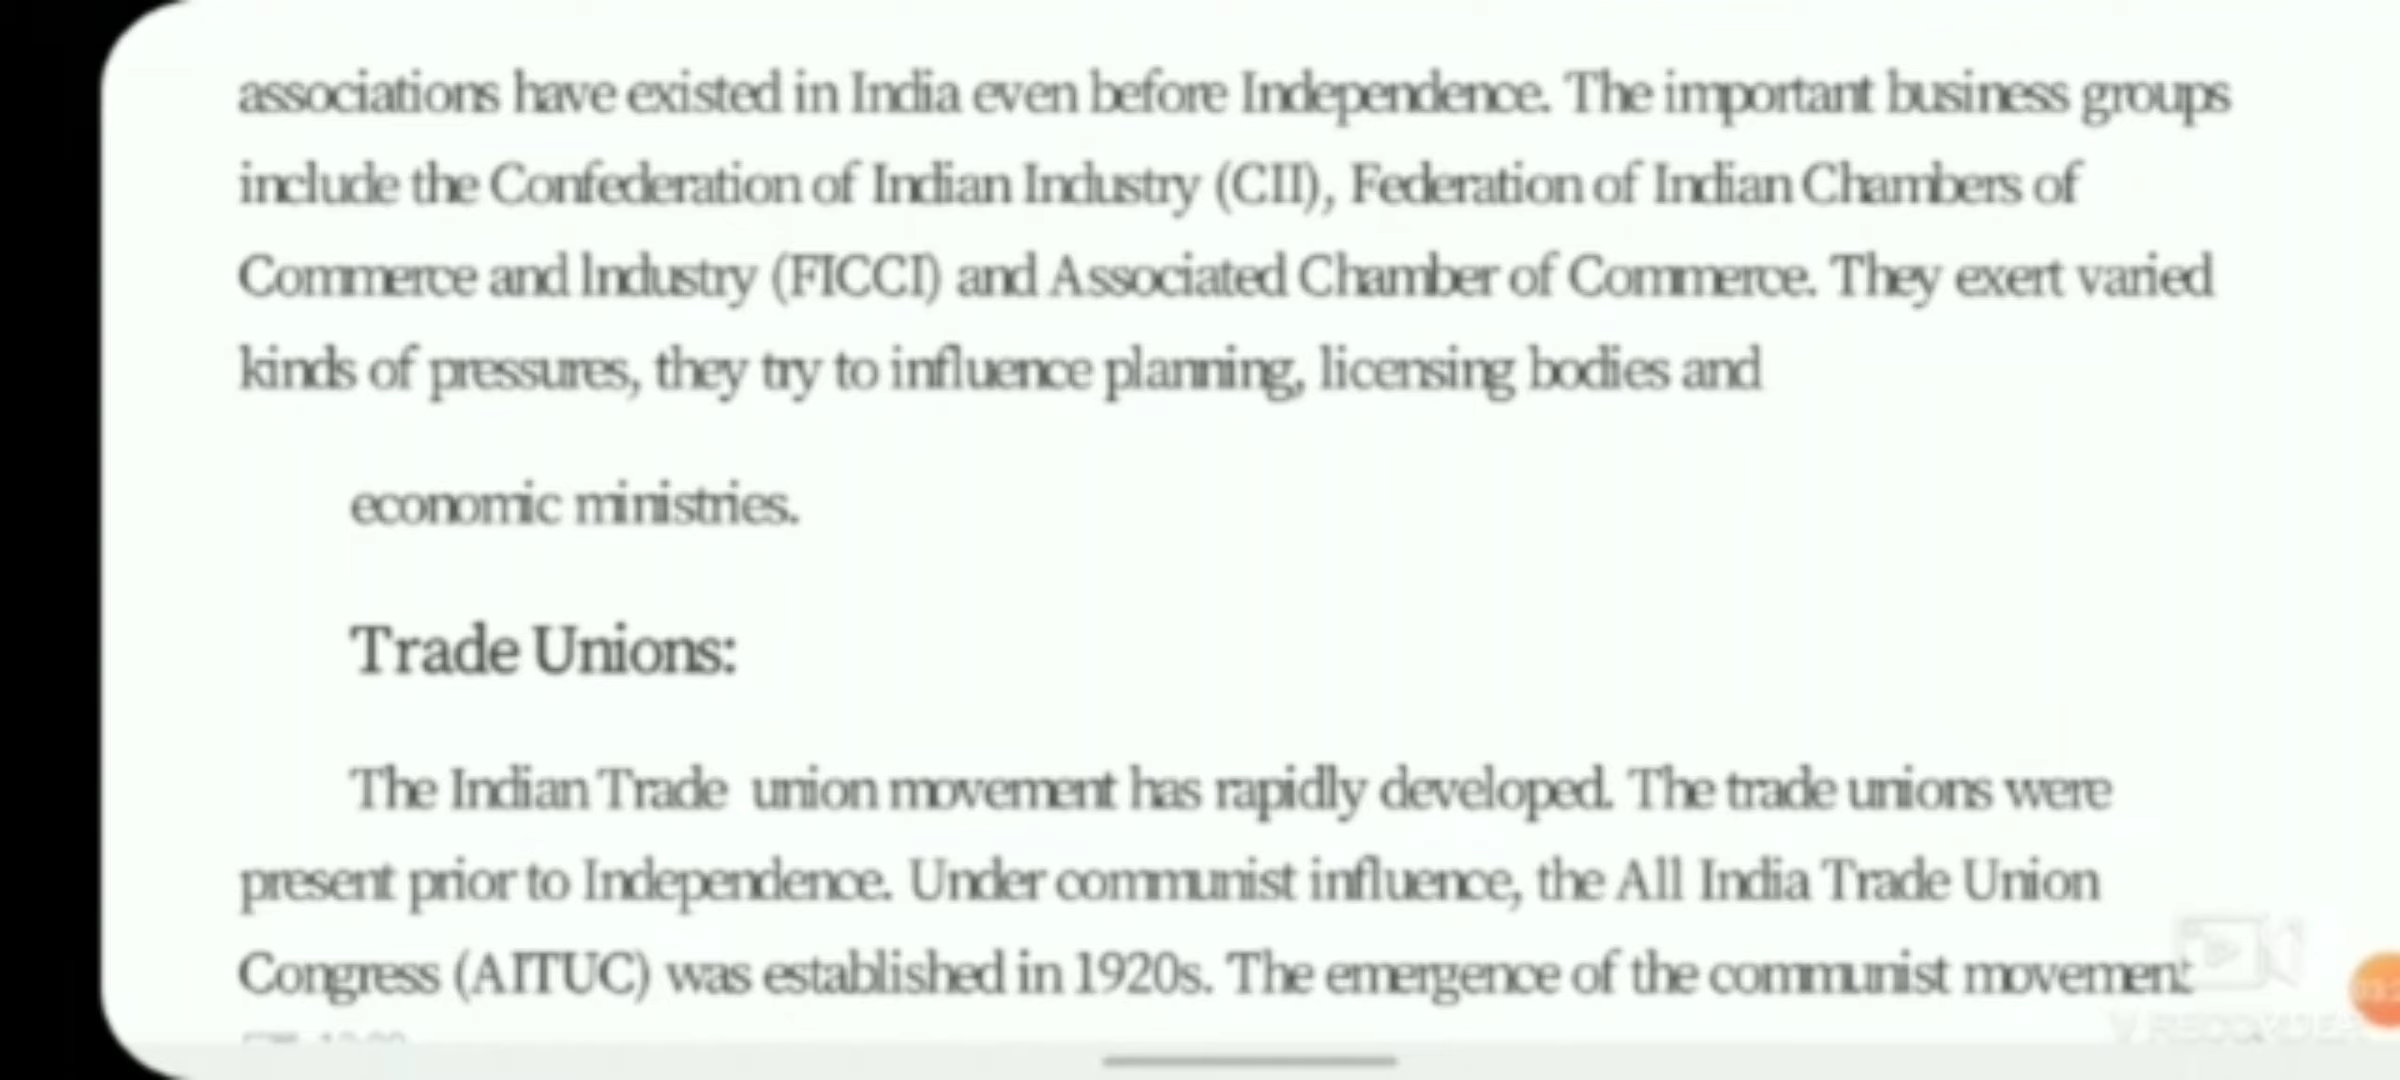 associations have existed in India even before Independence. The important business groups
include the Confederation of Indian Industry (CII), Federation of Indian Chambers of
Commerce and lndustry (FICCI) and Associated Chamber of Commerce. They exert varied
kinds of pressures, they try to influence planning, licensing bodies and
economic ministries.
Trade Unions:
The Indian Trade union movement has rapidly developed. The trade unions were
present prior to Independence. Under communist influence, the All India Trade Union
Congress (AITUC) was established in 1920s. The emergence of the communist movement
V RECORDER